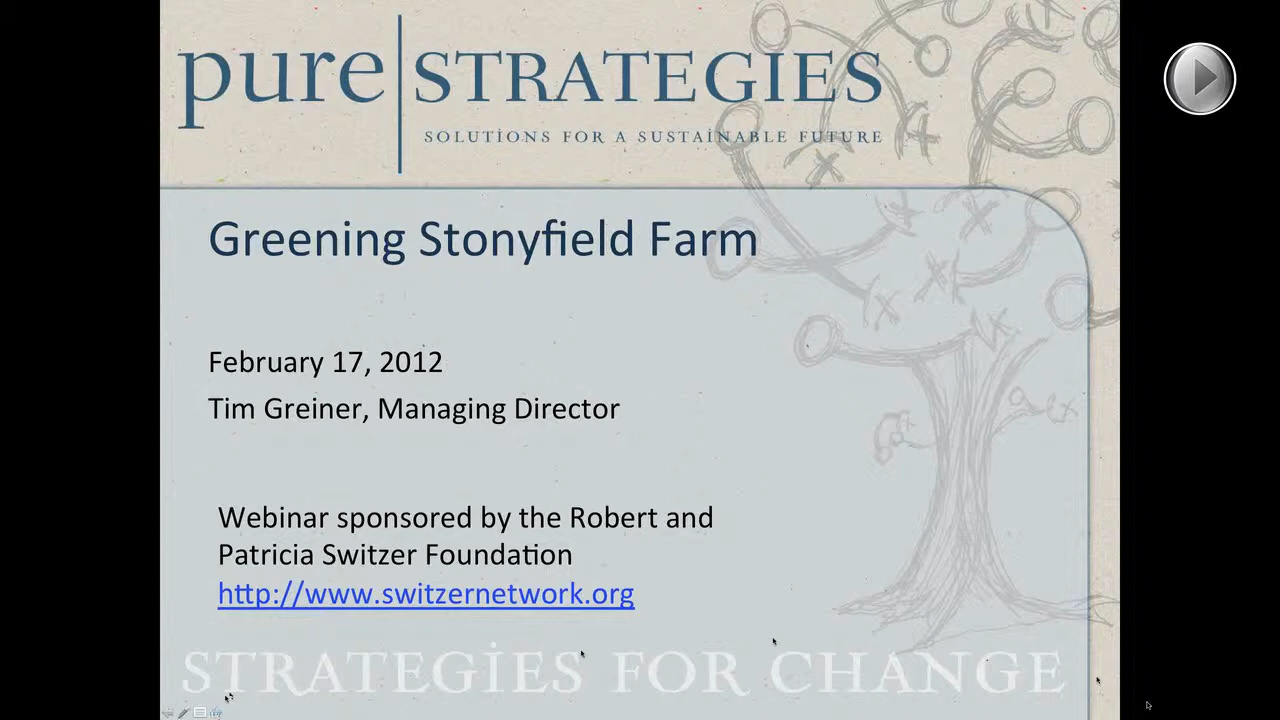 pure STRATEGIES
SOLUTIONS FOR A SUSTAINABLE FUTURE
Greening Stonyfield Farm
February 17, 2012
Tim Greiner, Managing Director
Webinar sponsored by the Robert and
Patricia Switzer Foundation
http://www.switzernetwork.org
STRATEGIES FOR CHANGE